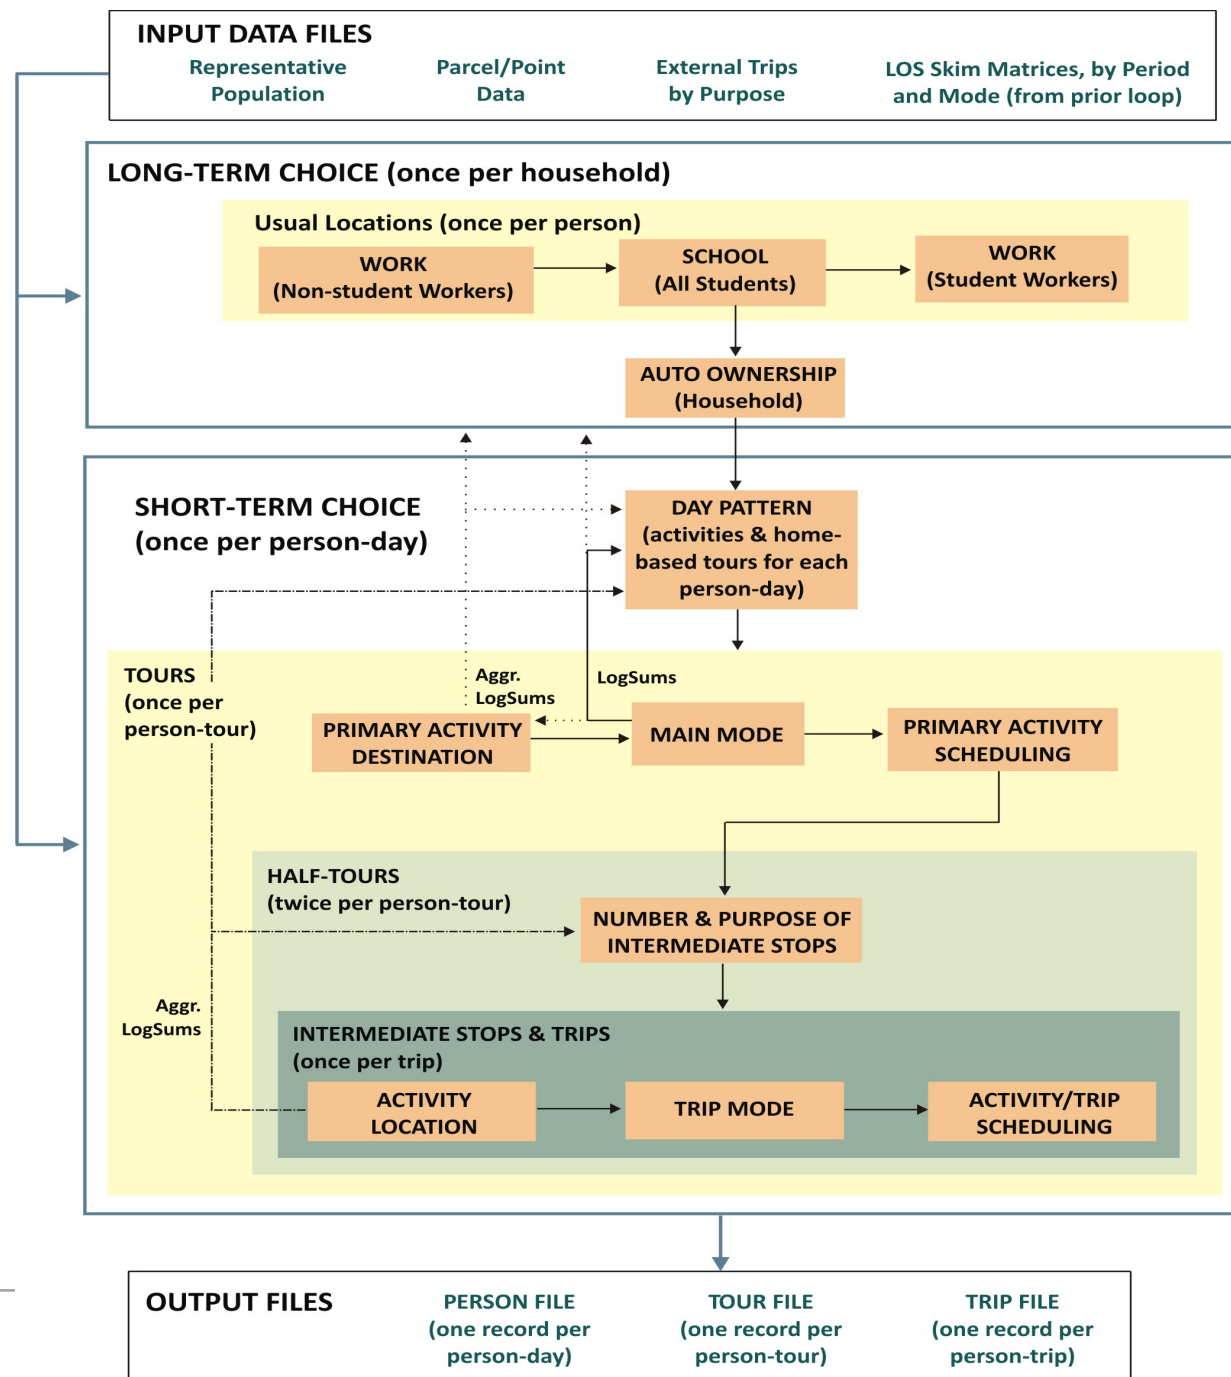 INPUT DATA FILES
Representative
Population
Parcel/Point
Data
External Trips
by Purpose
LOS Skim Matrices, by Period
and Mode (from prior loop)
LONG-TERM CHOICE (once per household)
Usual Locations (once per person)
WORK
(Non-student Workers)
SCHOOL
(All Students)
WORK
(Student Workers)
AUTO OWNERSHIP
(Household)
SHORT-TERM CHOICE
(once per person-day)
DAY PATTERN
(activities & home-
based tours for each
person-day)
TOURS
(once per
person-tour)
Aggr.
LogSums
LogSums
PRIMARY ACTIVITY
DESTINATION
MAIN MODE
PRIMARY ACTIVITY
SCHEDULING
HALF-TOURS
(twice per person-tour)
NUMBER & PURPOSE OF
INTERMEDIATE STOPS
Aggr.
LogSums
INTERMEDIATE STOPS & TRIPS
(once per trip)
ACTIVITY
LOCATION
TRIP MODE
ACTIVITY/TRIP
SCHEDULING
OUTPUT FILES
PERSON FILE
(one record per
person-day)
TOUR FILE
(one record per
person-tour)
TRIP FILE
(one record per
person-trip)